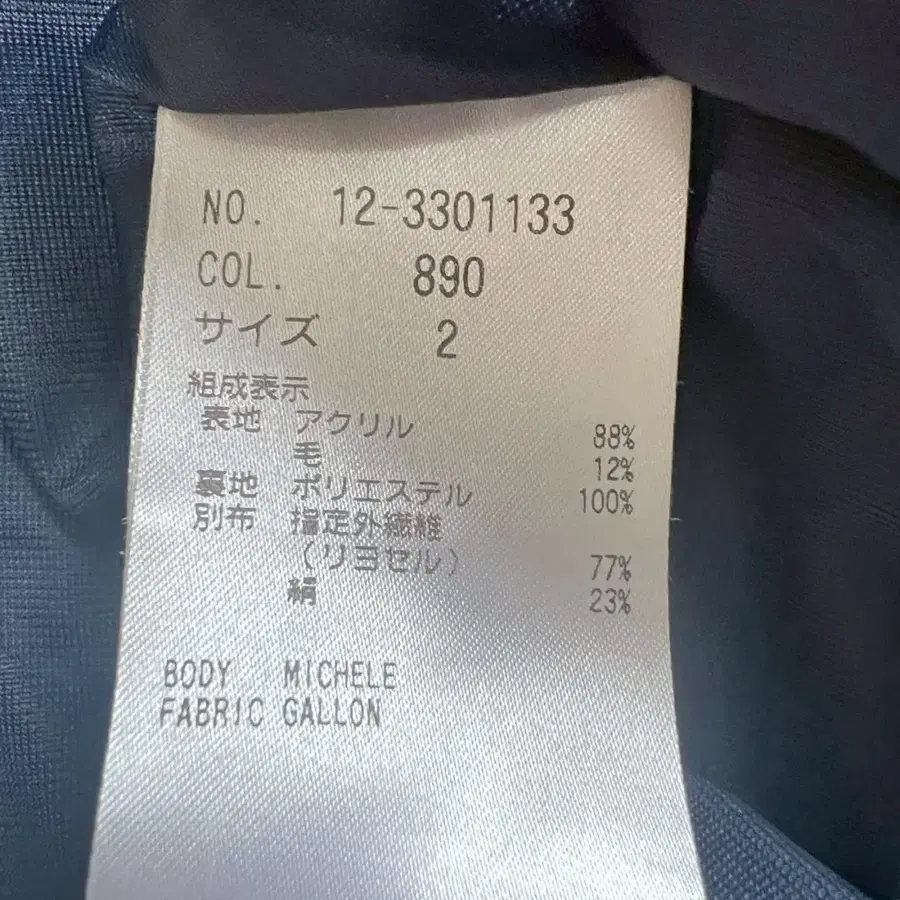 NO. 12-3301133
COL. 890
サイズ 2
組成表示
表地 アクリル 88%
毛 12%
裏地 ポリエステル 100%
別布 指定外繊維
(リヨセル) 77%
絹 23%
BODY MICHELE
FABRIC GALLON